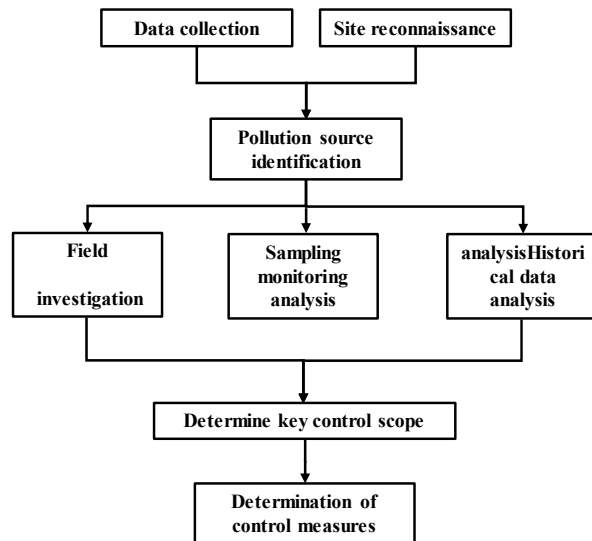 Data collection
Site reconnaissance
Pollution source
identification
Field
investigation
Sampling
monitoring
analysis
analysisHistori
cal data
analysis
Determine key control scope
Determination of
control measures